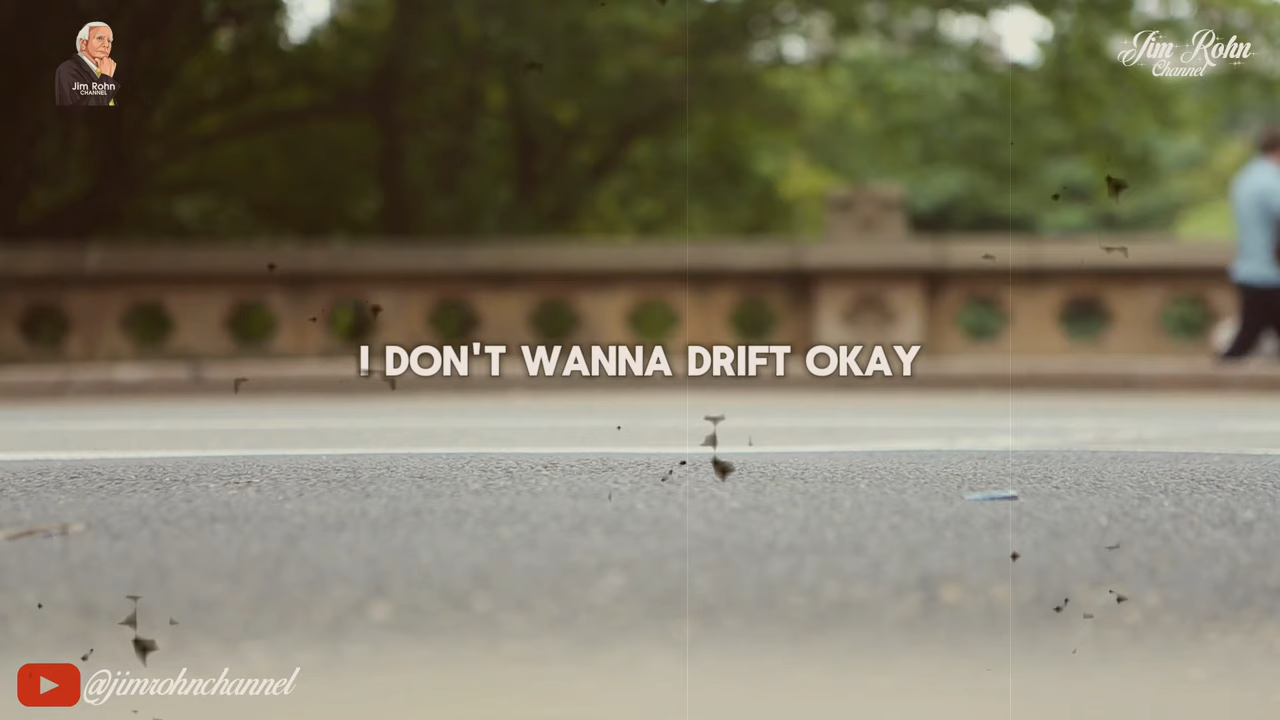 Jim Rohn
CHANNEL
Jim Rohn
Channel
I DON'T WANNA DRIFT OKAY
@jimrohnchannel